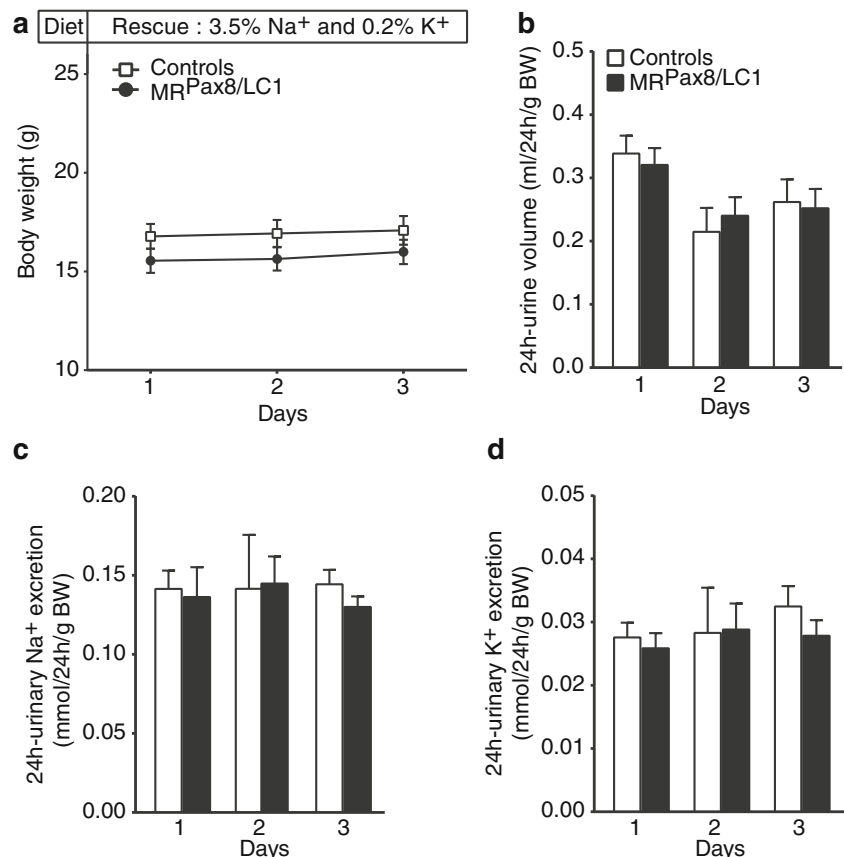 a
Diet Rescue : 3.5% Na+ and 0.2% K+
Controls
MRPax8/LC1
25
20
15
10
Body weight (g)
1 2 3
Days
b
Controls
MRPax8/LC1
0.5
0.4
0.3
0.2
0.1
0.0
24h-urine volume (ml/24h/g BW)
1 2 3
Days
c
0.20
0.15
0.10
0.05
0.00
24h-urinary Na+ excretion
(mmol/24h/g BW)
1 2 3
Days
d
0.05
0.04
0.03
0.02
0.01
0.00
24h-urinary K+ excretion
(mmol/24h/g BW)
1 2 3
Days